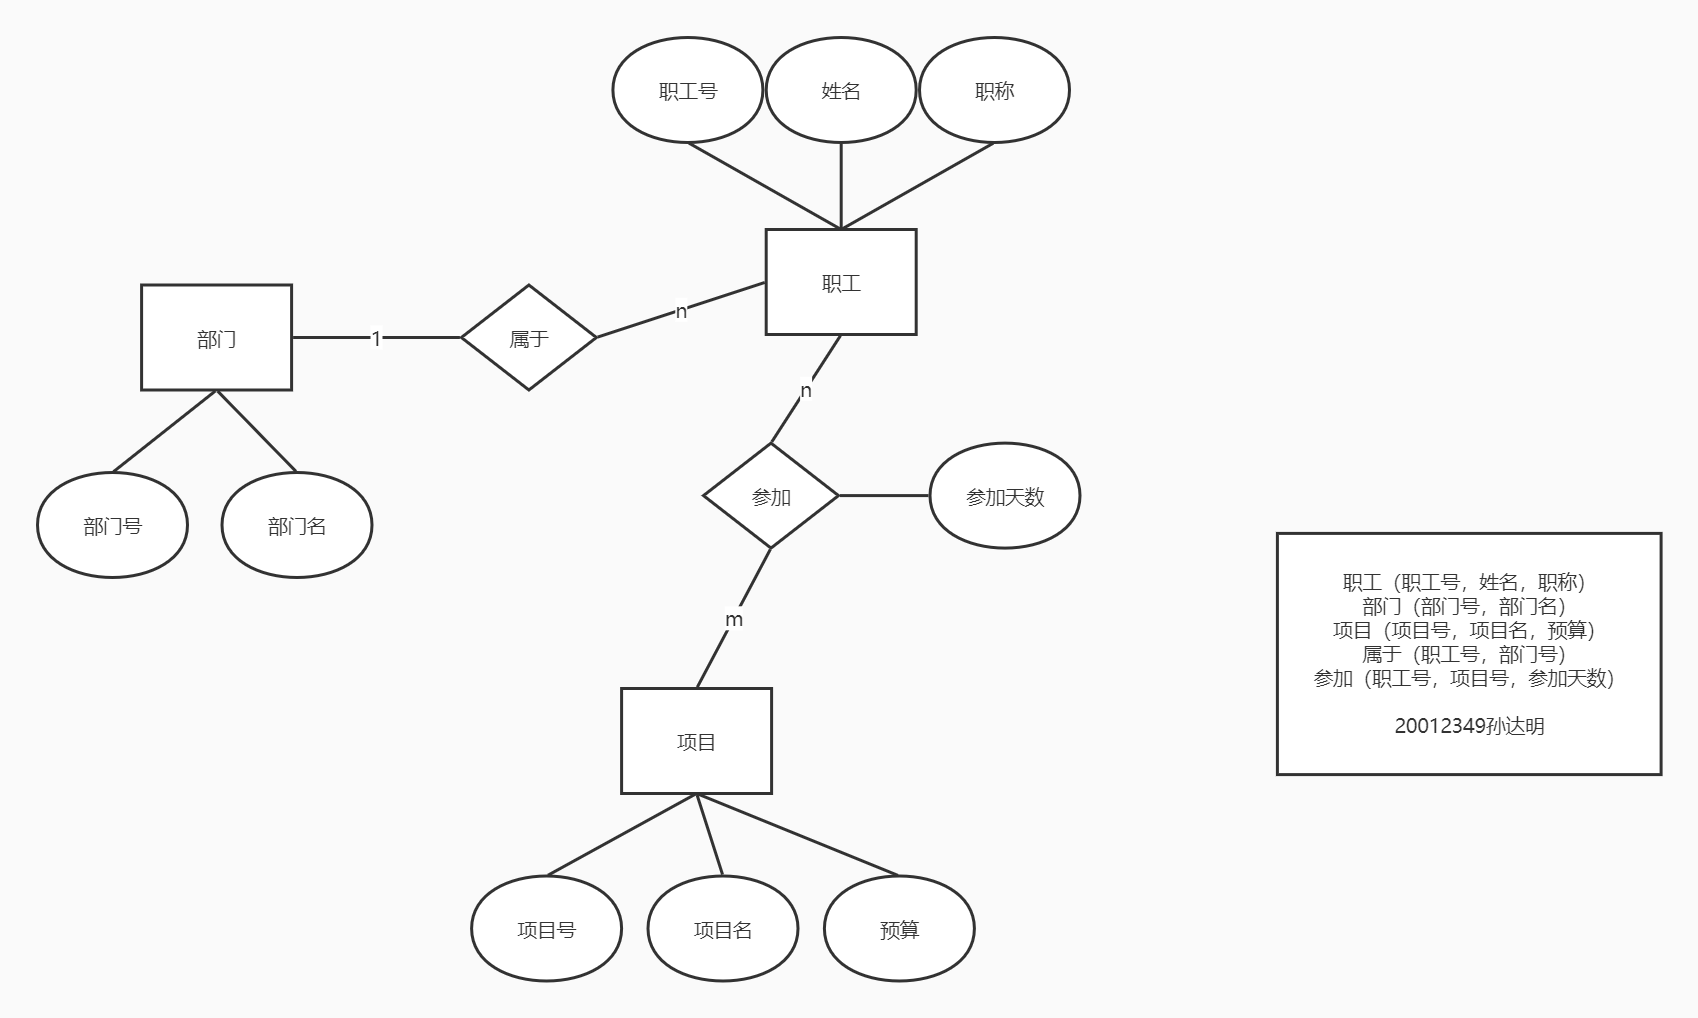 职工号
姓名
职称
职工
部门
1
属于
n
n
部门号
部门名
参加
参加天数
m
项目
项目号
项目名
预算
职工（职工号，姓名，职称）
部门（部门号，部门名）
项目（项目号，项目名，预算）
属于（职工号，部门号）
参加（职工号，项目号，参加天数）
20012349孙达明